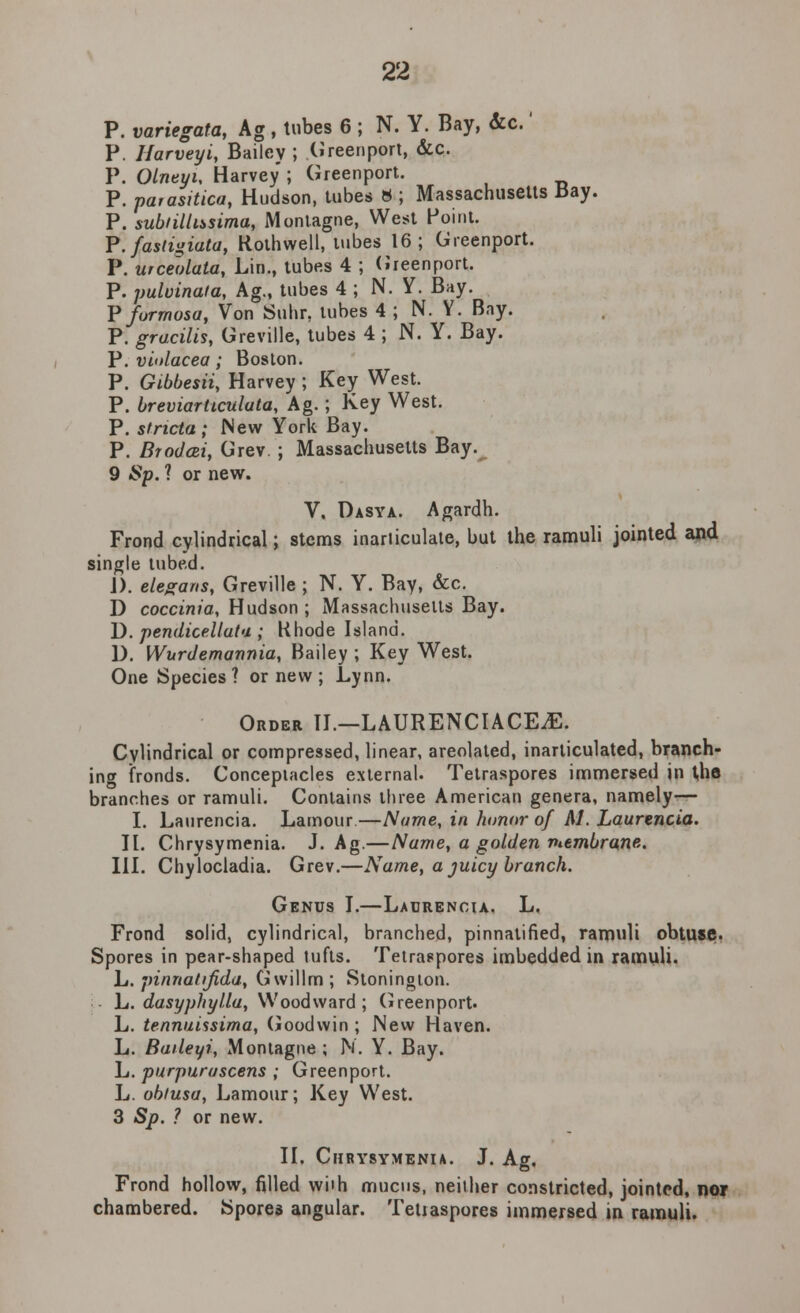 22
P. variegata, Ag, tubes 6; N. Y. Bay, &c.
P. Harveyi, Bailey; Greenport, &c.
P. Olneyi, Harvey; Greenport.
P. parasitica, Hudson, tubes 8; Massachusetts Bay.
P. subtillissima, Montagne, West Point.
P. fastigiata, Rothwell, tubes 16; Greenport.
P. urceolata, Lin., tubes 4; Greenport.
P. pulvinata, Ag., tubes 4; N. Y. Bay.
P formosa, Von Suhr, tubes 4; N. Y. Bay.
P. gracilis, Greville, tubes 4; N. Y. Bay.
P. violacea; Boston.
P. Gibbesii, Harvey; Key West.
P. breviarticulata, Ag.; Key West.
P. stricta; New York Bay.
P. Brodæi, Grev.; Massachusetts Bay.
9 Sp.? or new.
V. Dasya. Agardh.
Frond cylindrical; stems inarticulate, but the ramuli jointed and
single tubed.
D. elegans, Greville; N. Y. Bay, &c.
D coccinia, Hudson; Massachusetts Bay.
D. pendicellata; Rhode Island.
D. Wurdemannia, Bailey; Key West.
One Species? or new; Lynn.
Order II.—LAURENCIACEÆ.
Cylindrical or compressed, linear, areolated, inarticulated, branch-
ing fronds. Conceptacles external. Tetraspores immersed in the
branches or ramuli. Contains three American genera, namely—
I. Laurencia. Lamour.—Name, in honor of M. Laurencia.
II. Chrysymenia. J. Ag.—Name, a golden membrane.
III. Chylocladia. Grev.—Name, a juicy branch.
Genus I.—Laurencia. L.
Frond solid, cylindrical, branched, pinnatified, ramuli obtuse.
Spores in pear-shaped tufts. Tetraspores imbedded in ramuli.
L. pinnatifida, Gwillm; Stonington.
L. dasyphylla, Woodward; Greenport.
L. tennuissima, Goodwin; New Haven.
L. Baileyi, Montagne; N. Y. Bay.
L. purpurascens; Greenport.
L. obtusa, Lamour; Key West.
3 Sp. ? or new.
II. Chrysymenia. J. Ag.
Frond hollow, filled with mucus, neither constricted, jointed, nor
chambered. Spores angular. Tetraspores immersed in ramuli.